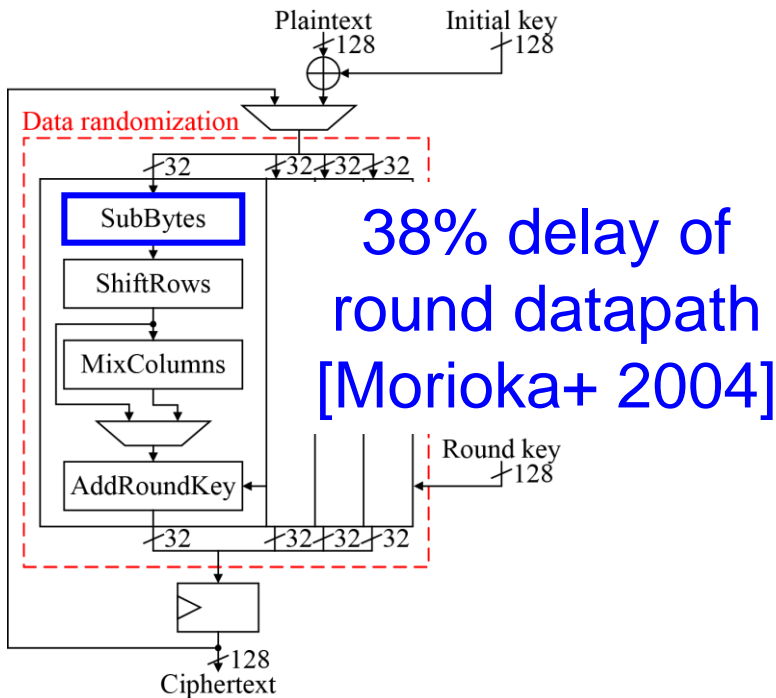 Plaintext Initial key
128 128
Data randomization
32 32 32 32
SubBytes
38% delay of
round datapath
[Morioka+ 2004]
ShiftRows
MixColumns
Round key
128
AddRoundKey
32 32 32 32
128
Ciphertext